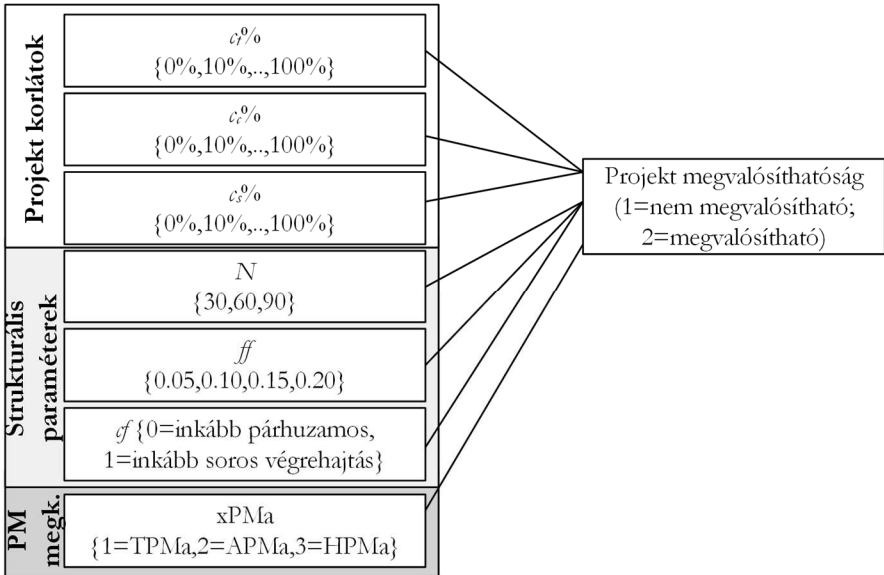 Projekt korlátok
cₜ%
{0%,10%,..,100%}
c_c%
{0%,10%,..,100%}
cₛ%
{0%,10%,..,100%}
Strukturális
paraméterek
N
{30,60,90}
ff
{0.05,0.10,0.15,0.20}
cf {0=inkább párhuzamos,
1=inkább soros végrehajtás}
PM
megk.
xPMa
{1=TPMa,2=APMa,3=HPMa}
Projekt megvalósíthatóság
(1=nem megvalósítható;
2=megvalósítható)